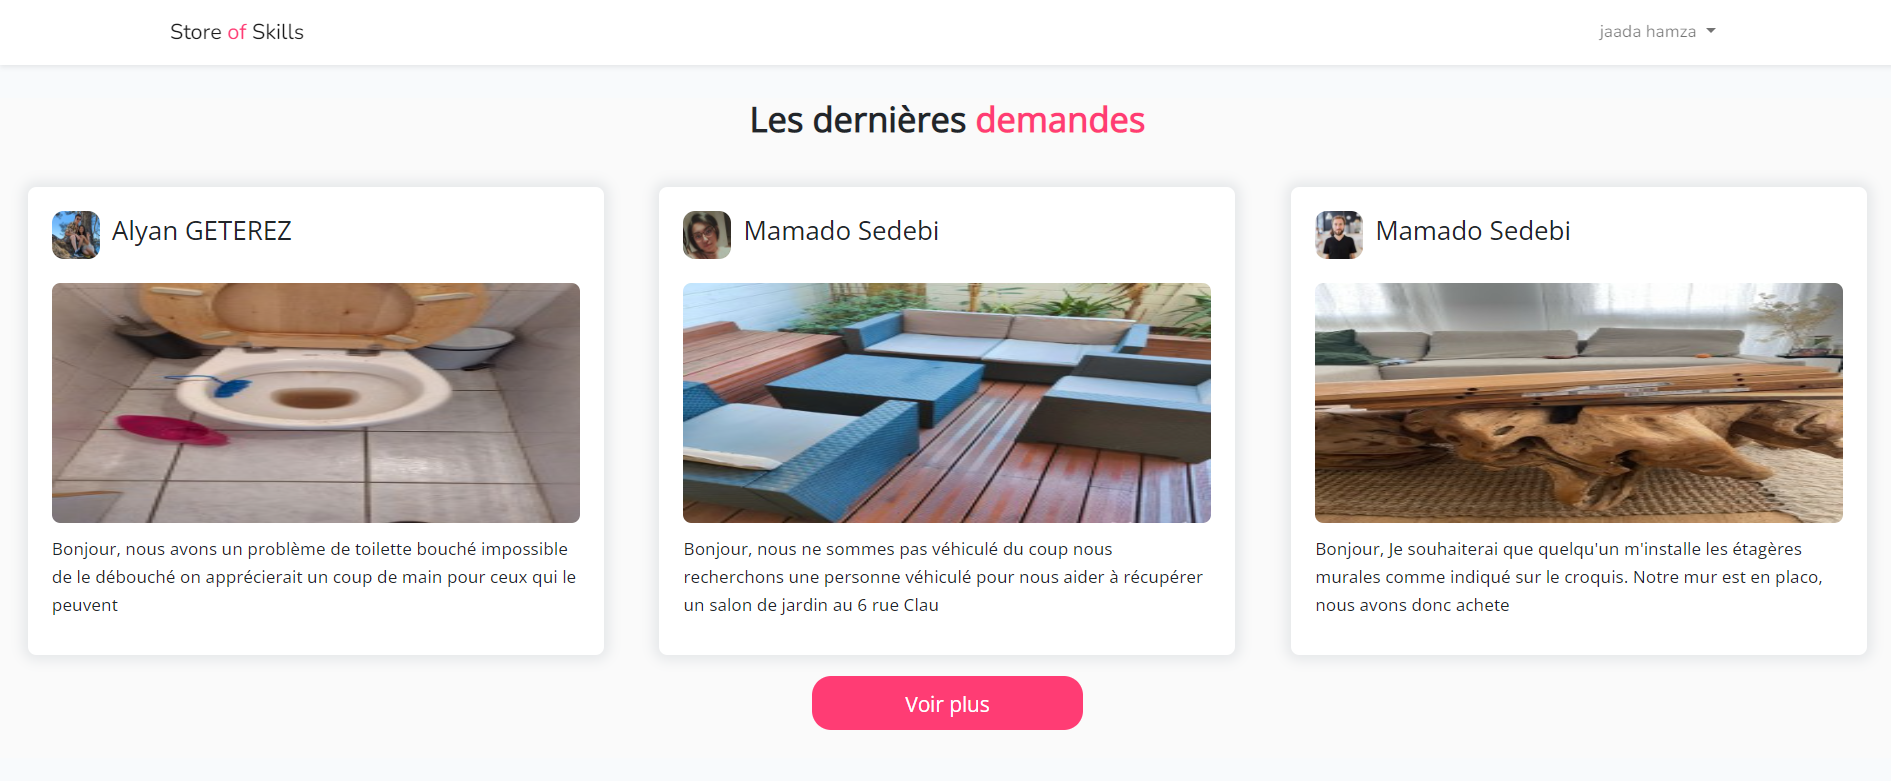 Store of Skills
jaada hamza
Les dernières demandes
Alyan GETEREZ
Bonjour, nous avons un problème de toilette bouché impossible
de le débouché on apprécierait un coup de main pour ceux qui le
peuvent
Mamado Sedebi
Bonjour, nous ne sommes pas véhiculé du coup nous
recherchons une personne véhiculé pour nous aider à récupérer
un salon de jardin au 6 rue Clau
Mamado Sedebi
Bonjour, Je souhaiterai que quelqu'un m'installe les étagères
murales comme indiqué sur le croquis. Notre mur est en placo,
nous avons donc achete
Voir plus